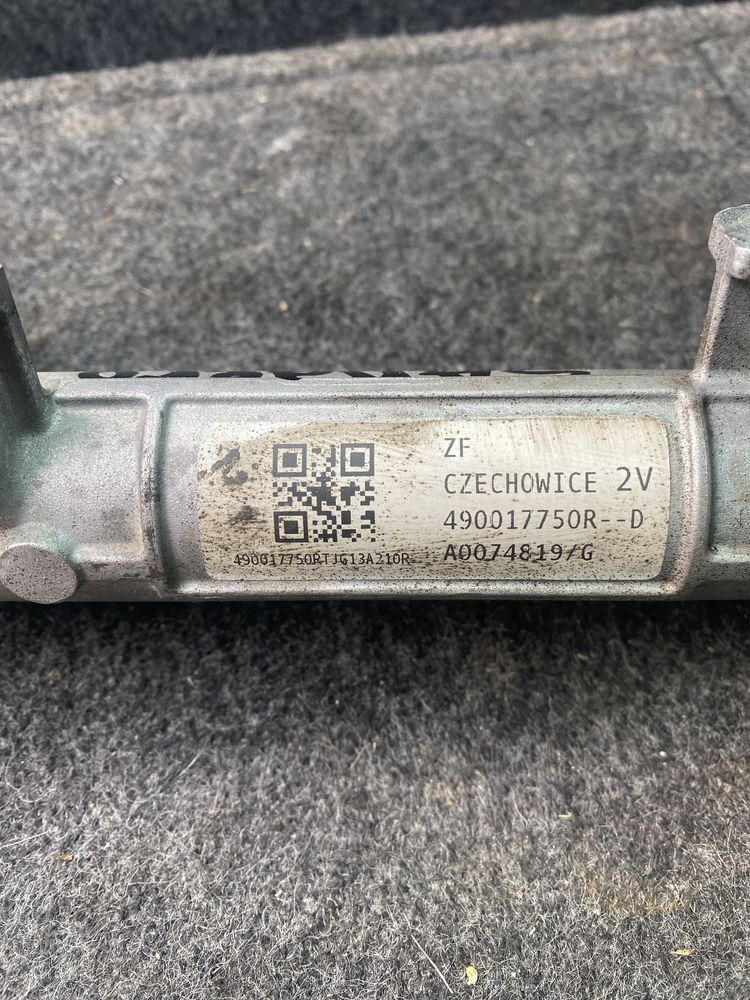 ZF
CZECHOWICE 2V
490017750R--D
A0074819/G
490017750RTJG13A210R